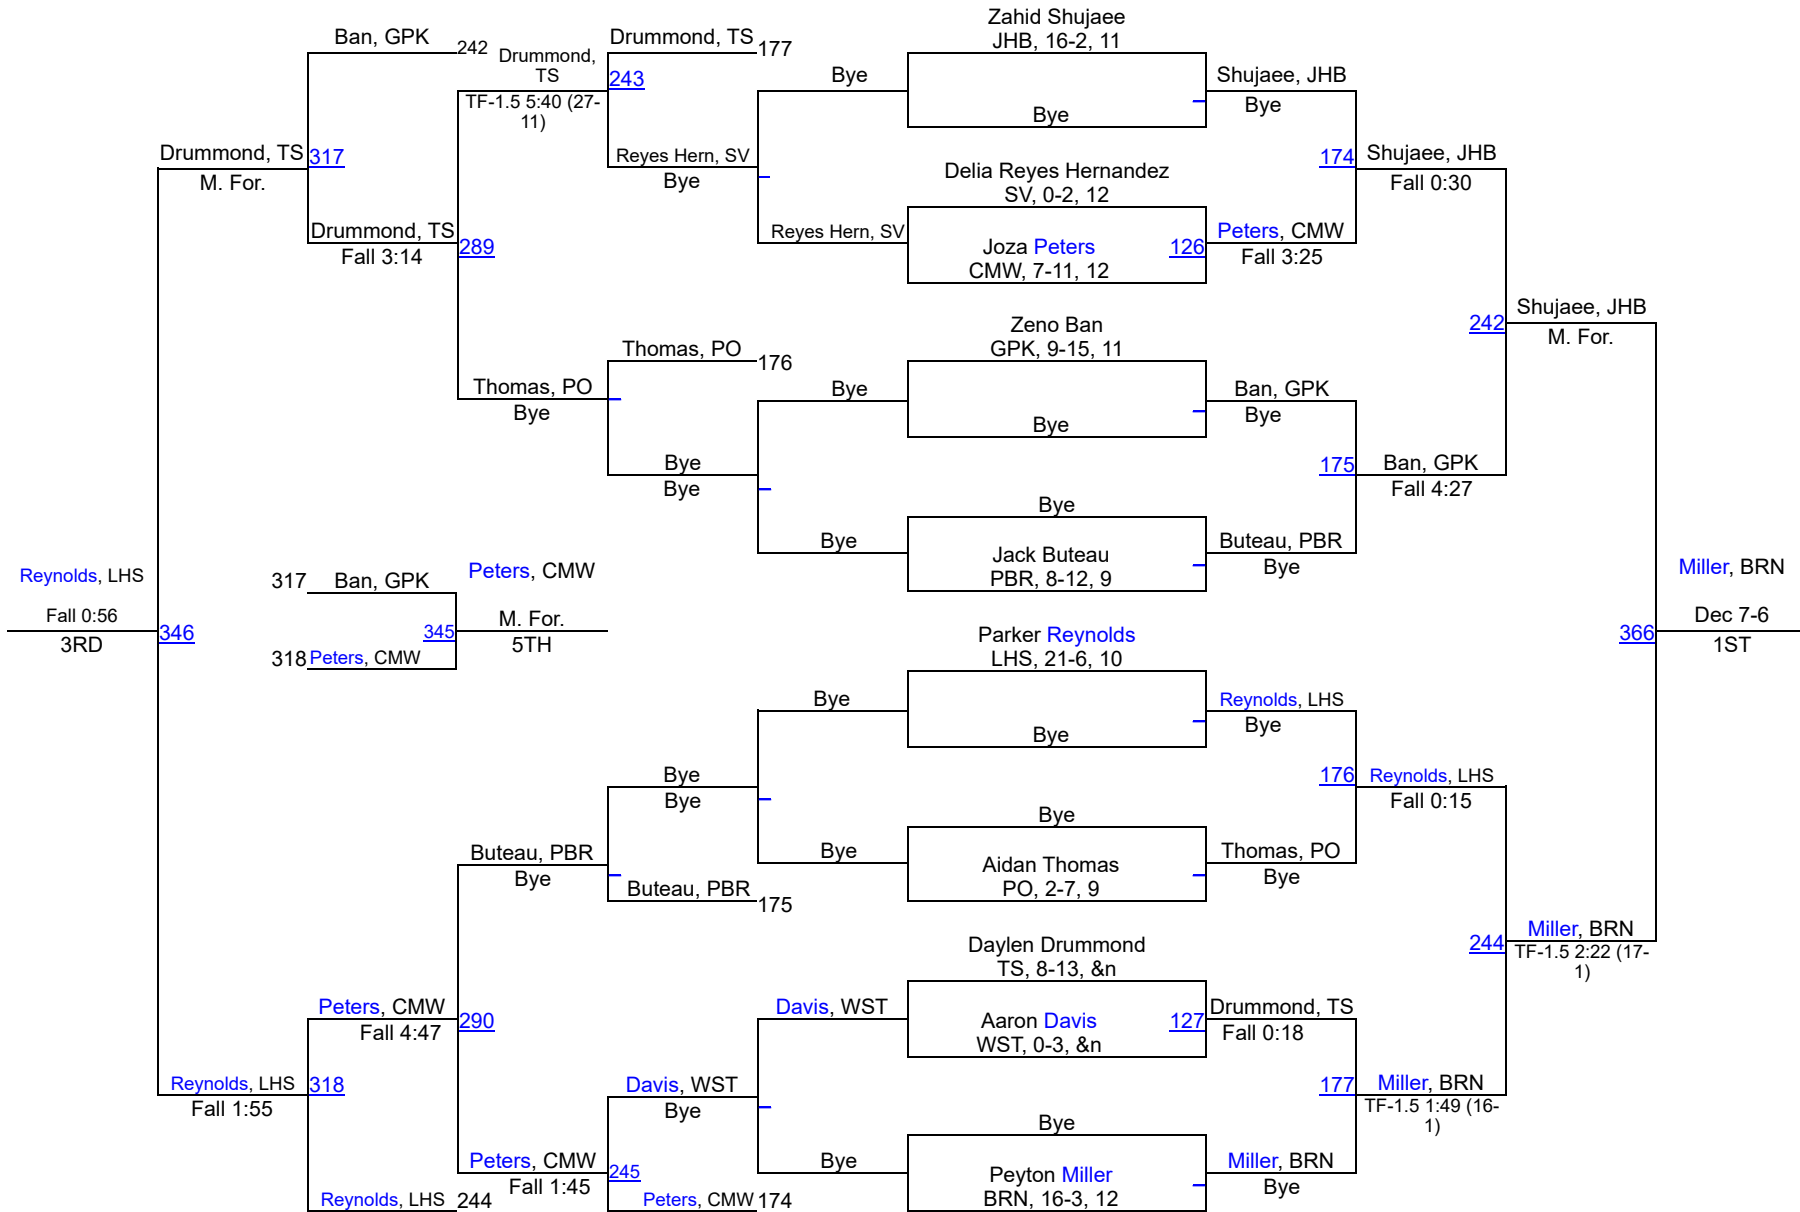 Zahid Shujaee
Ban, GPK
242
Drummond,
TS
Drummond, TS
177
JHB, 16-2, 11
243
Bye
Shujaee, JHB
TF-1.5 5:40 (27-
11)
Bye
Bye
Drummond, TS
317
M. For.
Reyes Hern, SV
Bye
174
Shujaee, JHB
Fall 0:30
Delia Reyes Hernandez
SV, 0-2, 12
Drummond, TS
289
Fall 3:14
Reyes Hern, SV
Joza Peters
CMW, 7-11, 12
126
Peters, CMW
Fall 3:25
Shujaee, JHB
242
M. For.
Zeno Ban
GPK, 9-15, 11
Thomas, PO
176
Thomas, PO
Bye
Bye
Ban, GPK
Bye
Bye
Bye
Bye
175
Ban, GPK
Fall 4:27
Bye
Bye
Jack Buteau
PBR, 8-12, 9
Buteau, PBR
Bye
Reynolds, LHS
Fall 0:56
3RD
346
317
Ban, GPK
Peters, CMW
345
M. For.
5TH
318
Peters, CMW
Miller, BRN
366
Dec 7-6
1ST
Parker Reynolds
LHS, 21-6, 10
Bye
Reynolds, LHS
Bye
Bye
Bye
Bye
176
Reynolds, LHS
Fall 0:15
Bye
Buteau, PBR
Bye
Bye
Aidan Thomas
PO, 2-7, 9
Thomas, PO
Bye
Buteau, PBR
175
Daylen Drummond
TS, 8-13, &n
244
Miller, BRN
TF-1.5 2:22 (17-
1)
Peters, CMW
290
Fall 4:47
Davis, WST
Aaron Davis
WST, 0-3, &n
127
Drummond, TS
Fall 0:18
Reynolds, LHS
318
Fall 1:55
Davis, WST
Bye
177
Miller, BRN
TF-1.5 1:49 (16-
1)
Bye
Peters, CMW
245
Fall 1:45
Bye
Peyton Miller
BRN, 16-3, 12
Miller, BRN
Bye
Reynolds, LHS
244
Peters, CMW
174